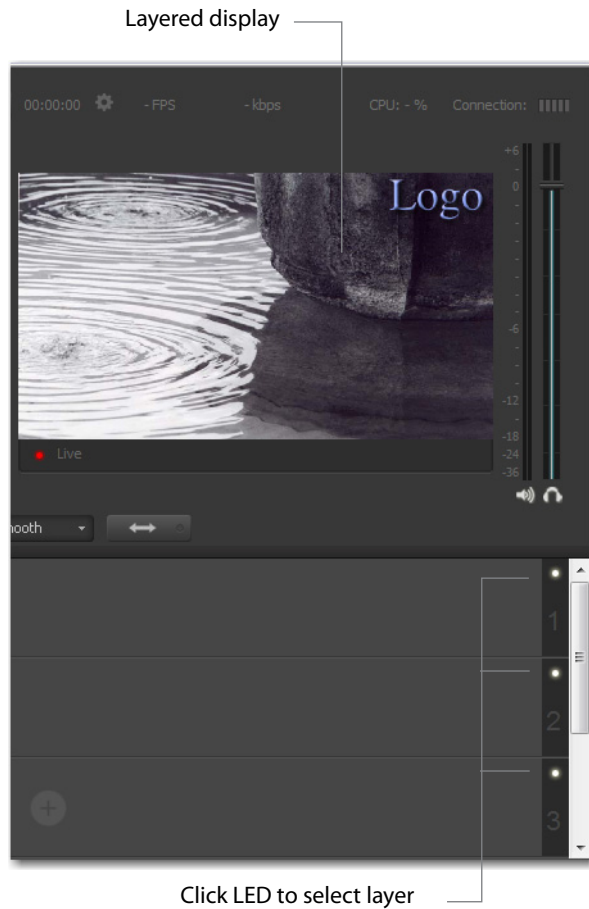 Layered display
00:00:00 - FPS - kbps CPU: - % Connection:
+6
-
0
-
-
-
-6
-
-
-12
-
-18
-24
-36
Logo
Live
nooth
1
2
3
Click LED to select layer